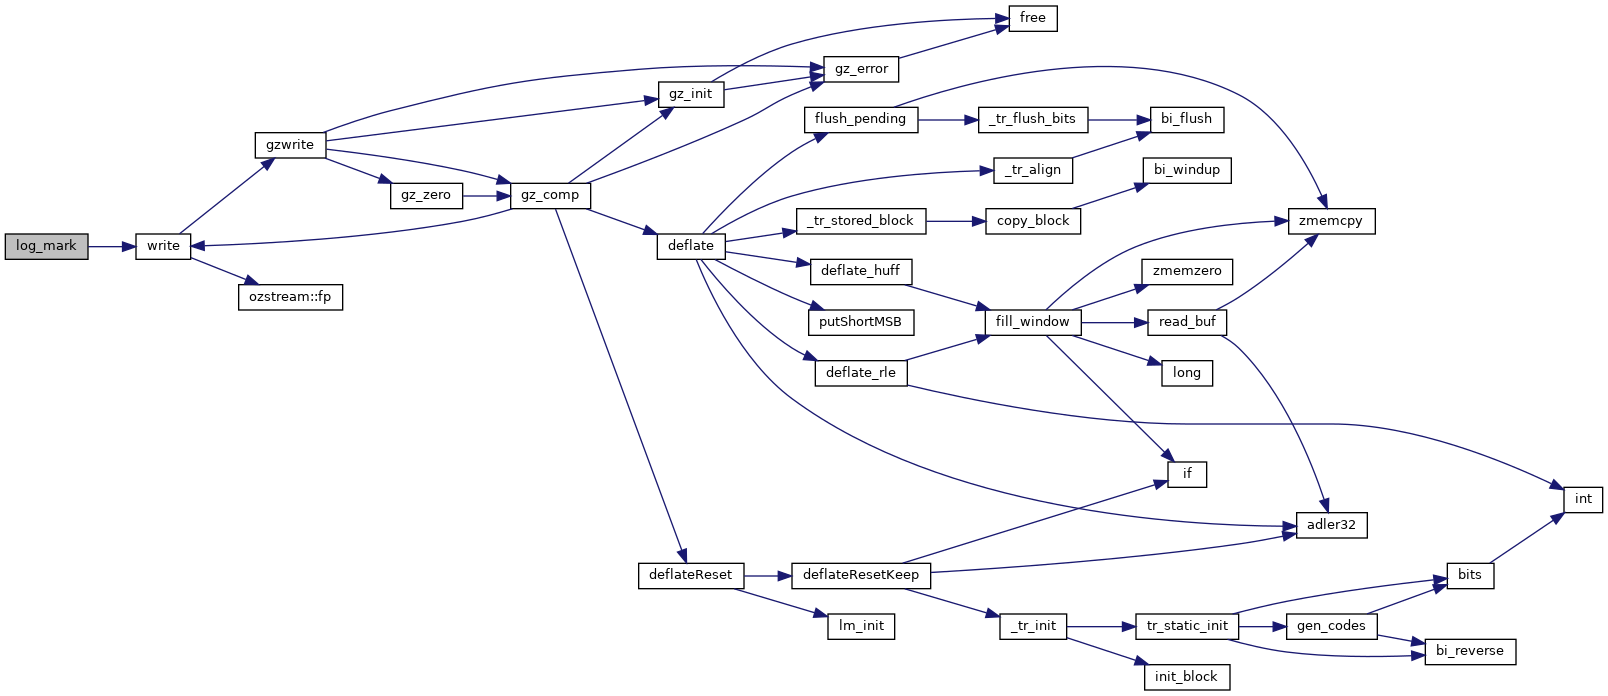 log_mark
write
ozstream::fp
gzwrite
gz_zero
gz_comp
gz_init
gz_error
free
deflate
flush_pending
_tr_flush_bits
bi_flush
_tr_align
_tr_stored_block
copy_block
bi_windup
zmemcpy
deflate_huff
putShortMSB
deflate_rle
fill_window
zmemzero
read_buf
long
if
int
adler32
deflateReset
deflateResetKeep
lm_init
_tr_init
tr_static_init
init_block
gen_codes
bits
bi_reverse